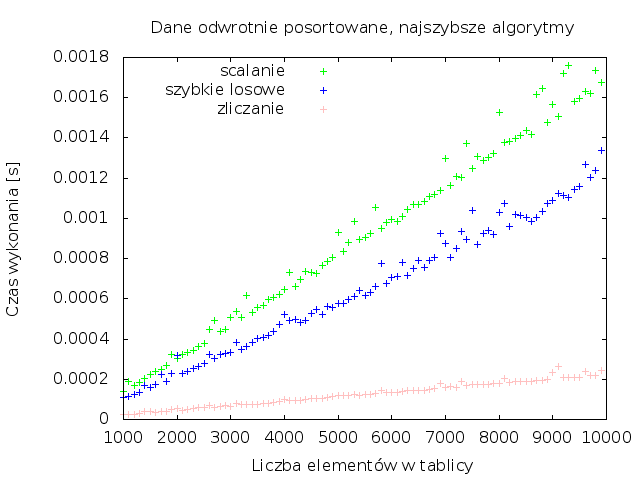 Dane odwrotnie posortowane, najszybsze algorytmy
scalanie
szybkie losowe
zliczanie
Czas wykonania [s]
0.0018
0.0016
0.0014
0.0012
0.001
0.0008
0.0006
0.0004
0.0002
0
1000 2000 3000 4000 5000 6000 7000 8000 9000 10000
Liczba elementów w tablicy